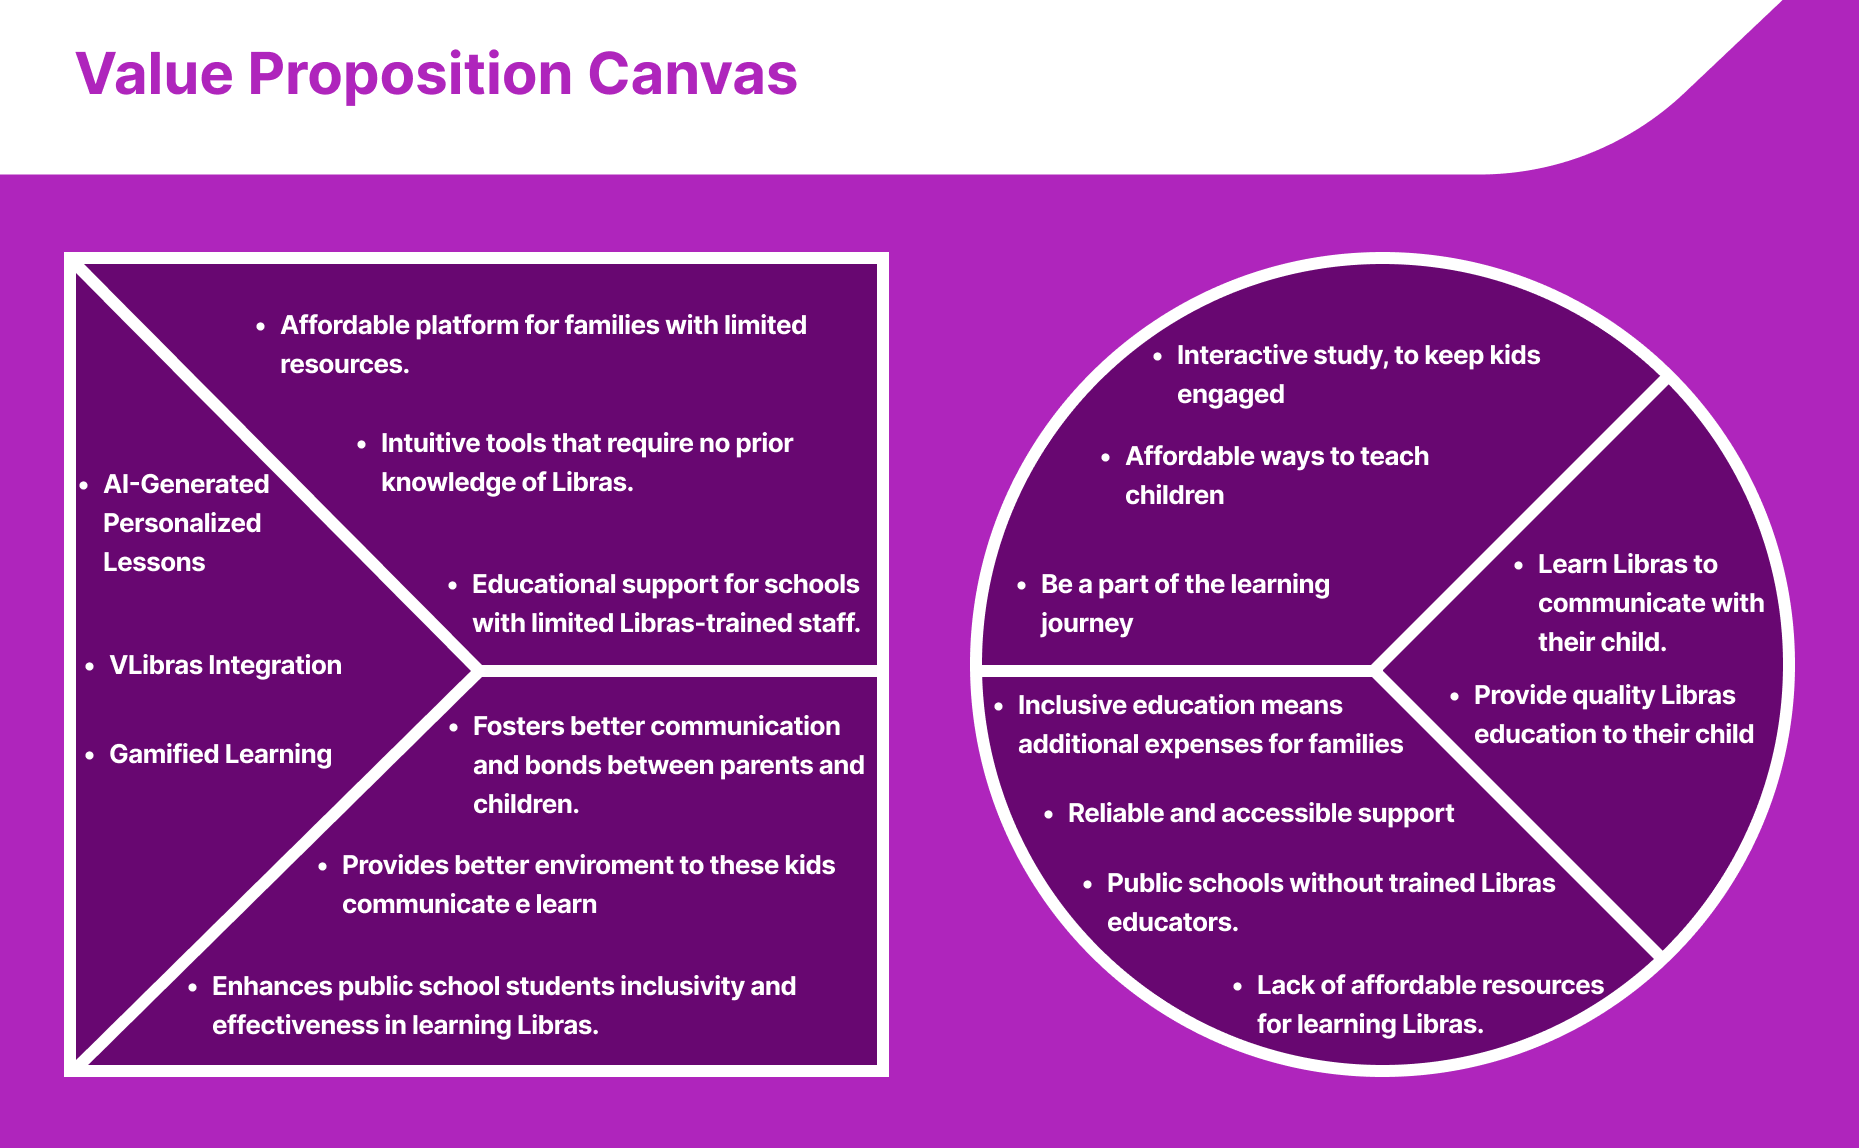 Value Proposition Canvas
• Affordable platform for families with limited
resources.
• Intuitive tools that require no prior
knowledge of Libras.
• Educational support for schools
with limited Libras-trained staff.
• AI-Generated
Personalized
Lessons
• VLibras Integration
• Gamified Learning
• Fosters better communication
and bonds between parents and
children.
• Provides better enviroment to these kids
communicate e learn
• Enhances public school students inclusivity and
effectiveness in learning Libras.
• Interactive study, to keep kids
engaged
• Affordable ways to teach
children
• Be a part of the learning
journey
• Learn Libras to
communicate with
their child.
• Provide quality Libras
education to their child
• Inclusive education means
additional expenses for families
• Reliable and accessible support
• Public schools without trained Libras
educators.
• Lack of affordable resources
for learning Libras.